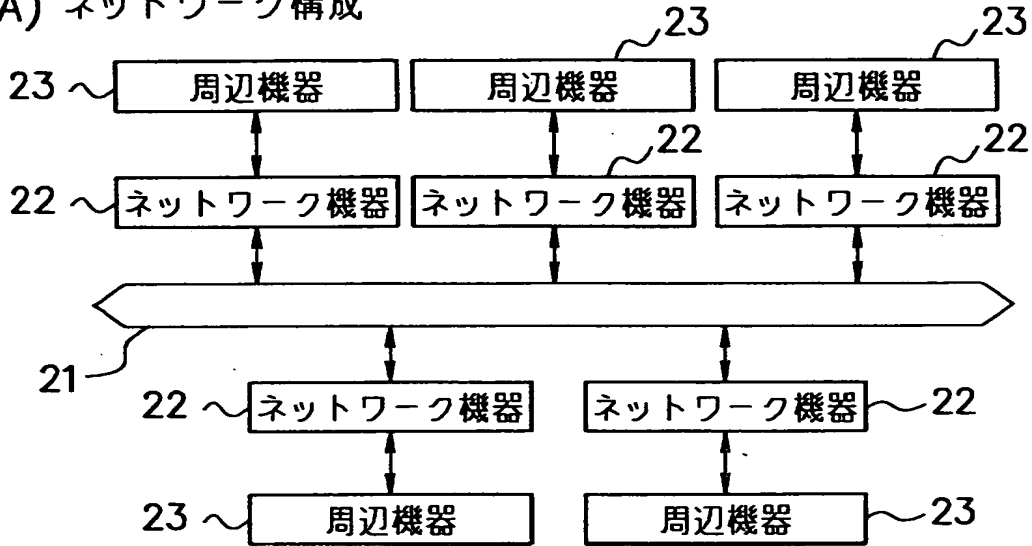 A) ネットワーク構成
23
23
23 周辺機器 周辺機器 周辺機器
22
22
22 ネットワーク機器 ネットワーク機器 ネットワーク機器
21
22 ネットワーク機器 ネットワーク機器 22
23 周辺機器 周辺機器 23